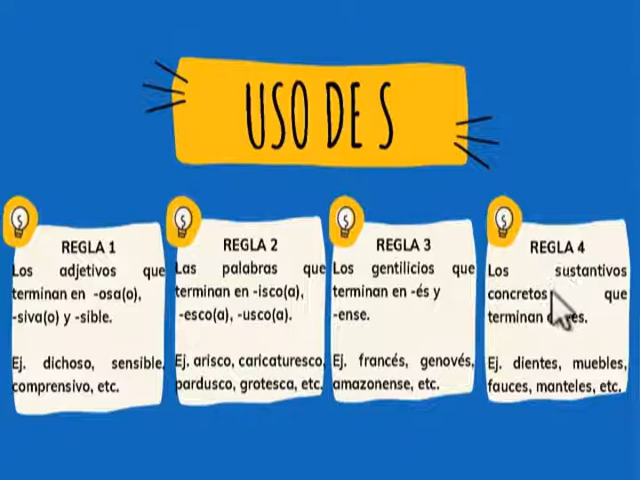 USO DE S
REGLA 1
Los adjetivos que
terminan en -osa(o),
-siva(o) y -sible.
Ej. dichoso, sensible,
comprensivo, etc.
REGLA 2
Las palabras que
terminan en -isco(a),
-esco(a), -usco(a).
Ej. arisco, caricaturesco,
pardusco, grotesca, etc.
REGLA 3
Los gentilicios que
terminan en -és y
-ense.
Ej. francés, genovés,
amazonense, etc.
REGLA 4
Los sustantivos
concretos que
terminan
Ej. dientes, muebles,
fauces, manteles, etc.